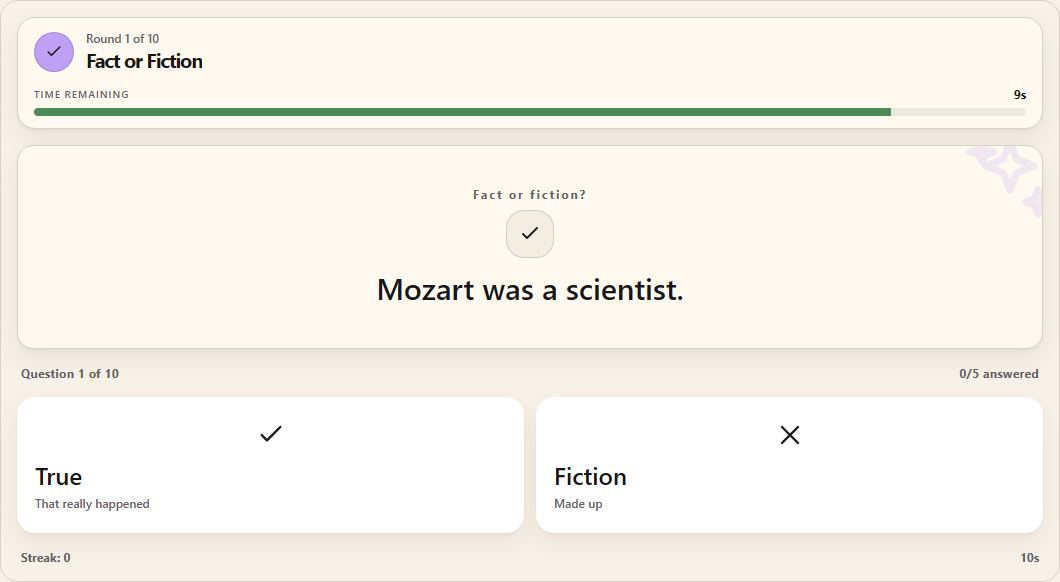 Round 1 of 10
Fact or Fiction
TIME REMAINING
9s
Fact or fiction?
Mozart was a scientist.
Question 1 of 10
0/5 answered
True
That really happened
Fiction
Made up
Streak: 0
10s